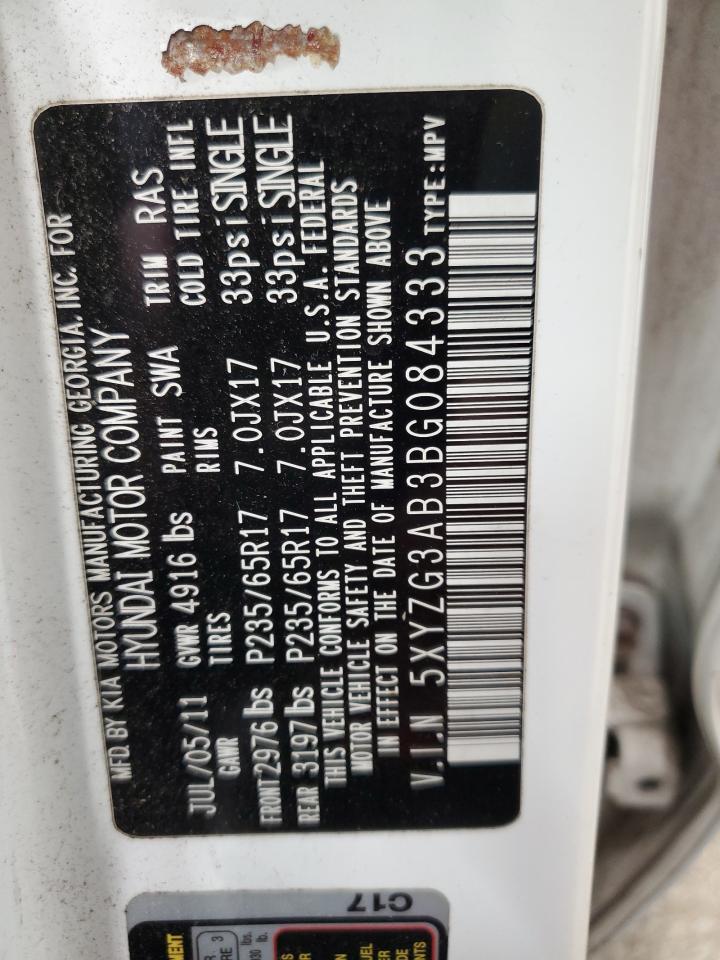 MFD. BY KIA MOTORS MANUFACTURING GEORGIA. INC. FOR
HYUNDAI MOTOR COMPANY
JUL/05/11 GVWR 4916 lbs PAINT SWA TRIM RAS
GAWR TIRES RIMS COLD TIRE INFL
FRONT 2976 lbs P235/65R17 7.0JX17 33psi SINGLE
REAR 3197 lbs P235/65R17 7.0JX17 33psi SINGLE
THIS VEHICLE CONFORMS TO ALL APPLICABLE U.S.A. FEDERAL
MOTOR VEHICLE SAFETY AND THEFT PREVENTION STANDARDS
IN EFFECT ON THE DATE OF MANUFACTURE SHOWN ABOVE
V.I.N 5XYZG3AB3BG084333 TYPE:MPV
C17